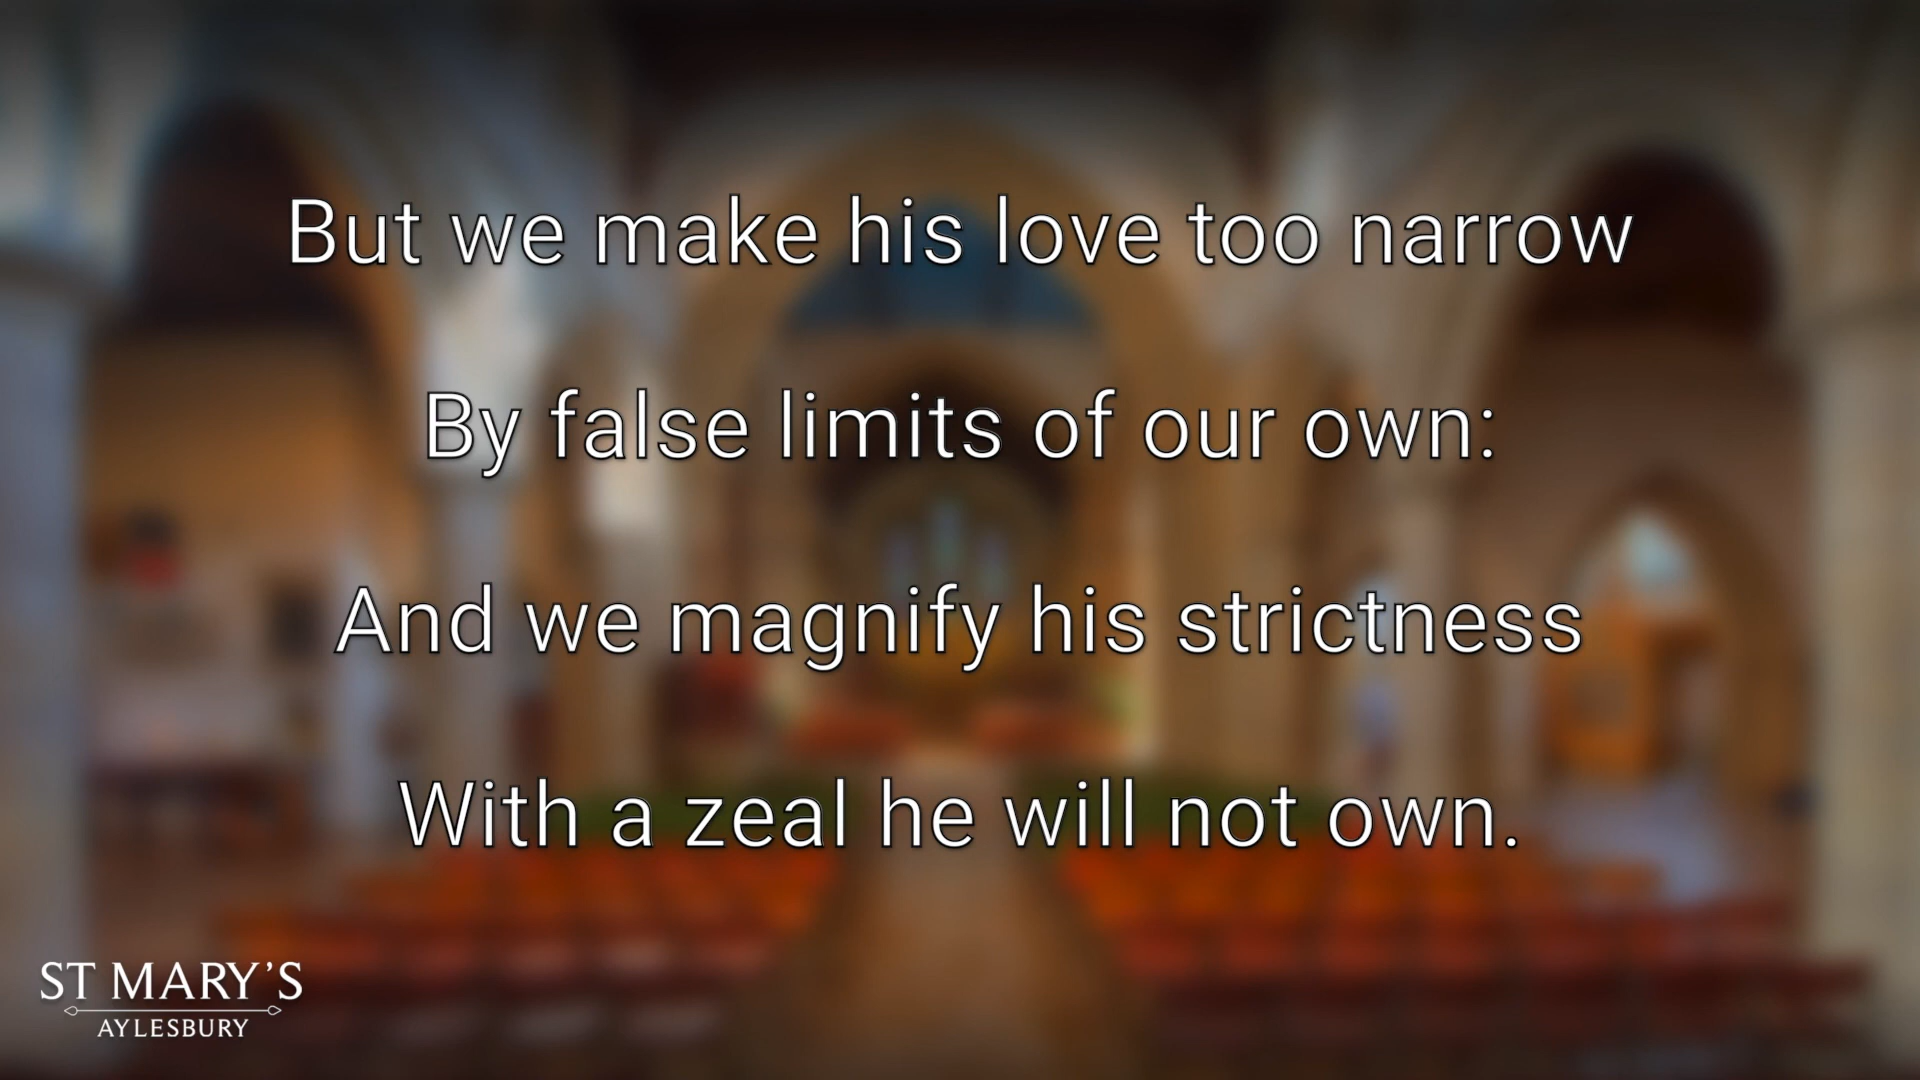 But we make his love too narrow
By false limits of our own:
And we magnify his strictness
With a zeal he will not own.
ST MARY'S
AYLESBURY